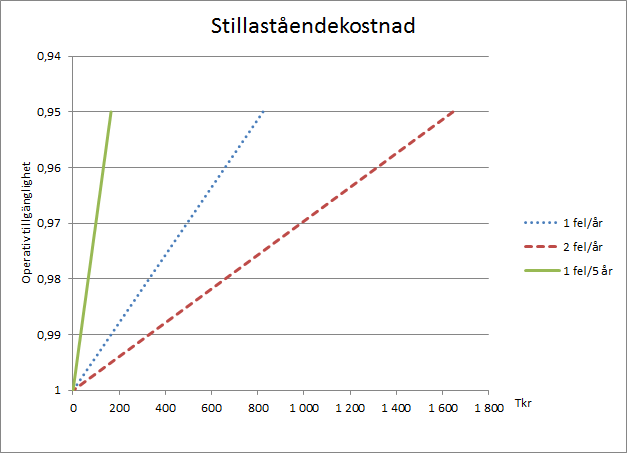 Stillaståendekostnad
0,94
0,95
0,96
0,97
0,98
0,99
1
Operativ tillgänglighet
0 200 400 600 800 1 000 1 200 1 400 1 600 1 800
Tkr
1 fel/år
2 fel/år
1 fel/5 år